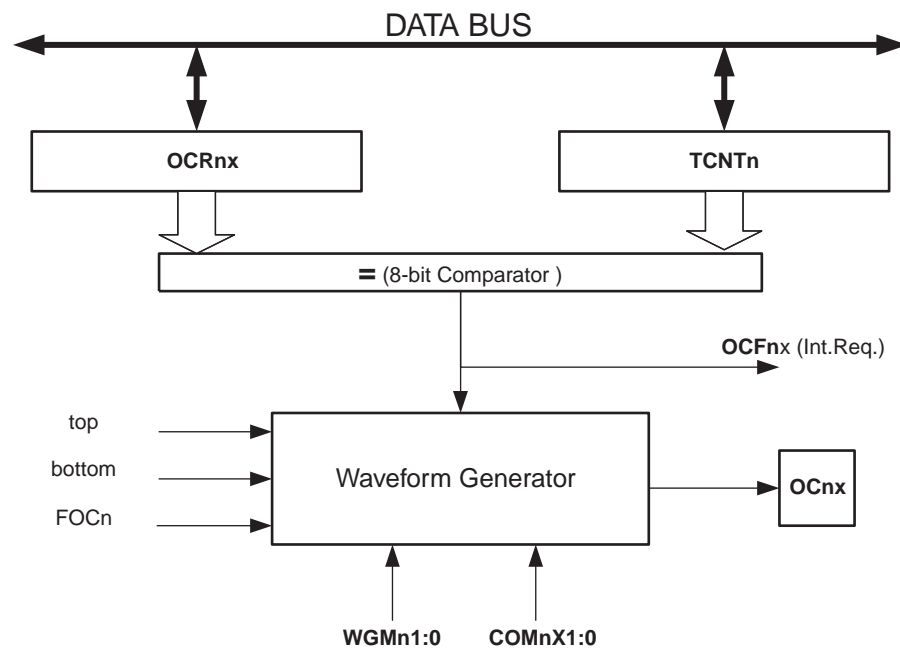 DATA BUS
OCRnx
TCNTn
= (8-bit Comparator )
OCFnx (Int.Req.)
top
bottom
FOCn
Waveform Generator
OCnx
WGMn1:0
COMnX1:0